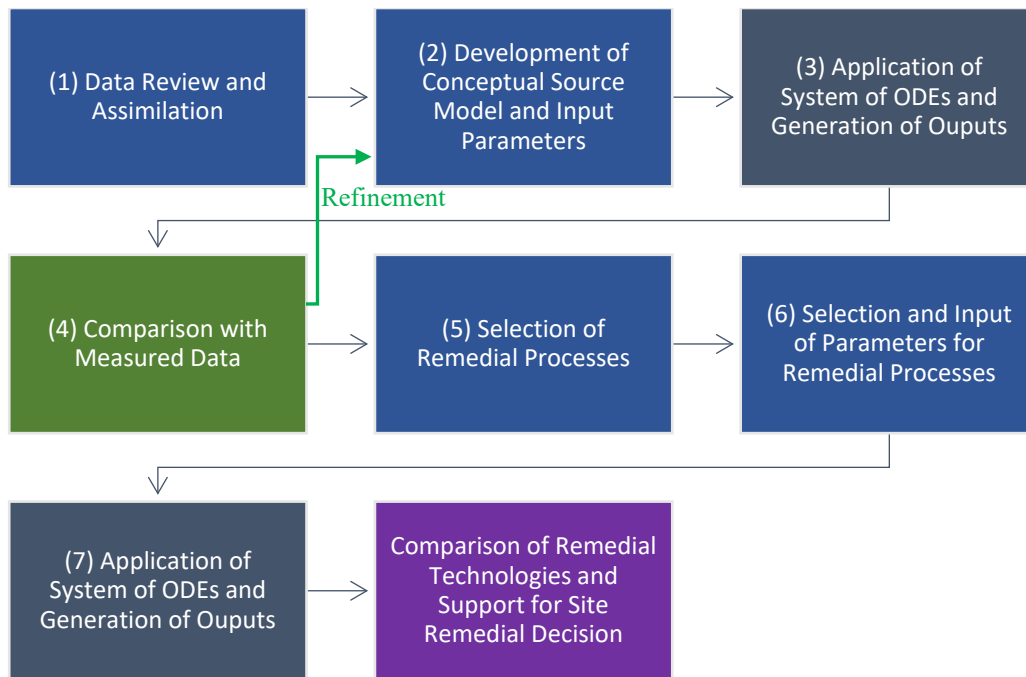 (1) Data Review and
Assimilation
(2) Development of
Conceptual Source
Model and Input
Parameters
(3) Application of
System of ODEs and
Generation of Ouputs
Refinement
(4) Comparison with
Measured Data
(5) Selection of
Remedial Processes
(6) Selection and Input
of Parameters for
Remedial Processes
(7) Application of
System of ODEs and
Generation of Ouputs
Comparison of Remedial
Technologies and
Support for Site
Remedial Decision